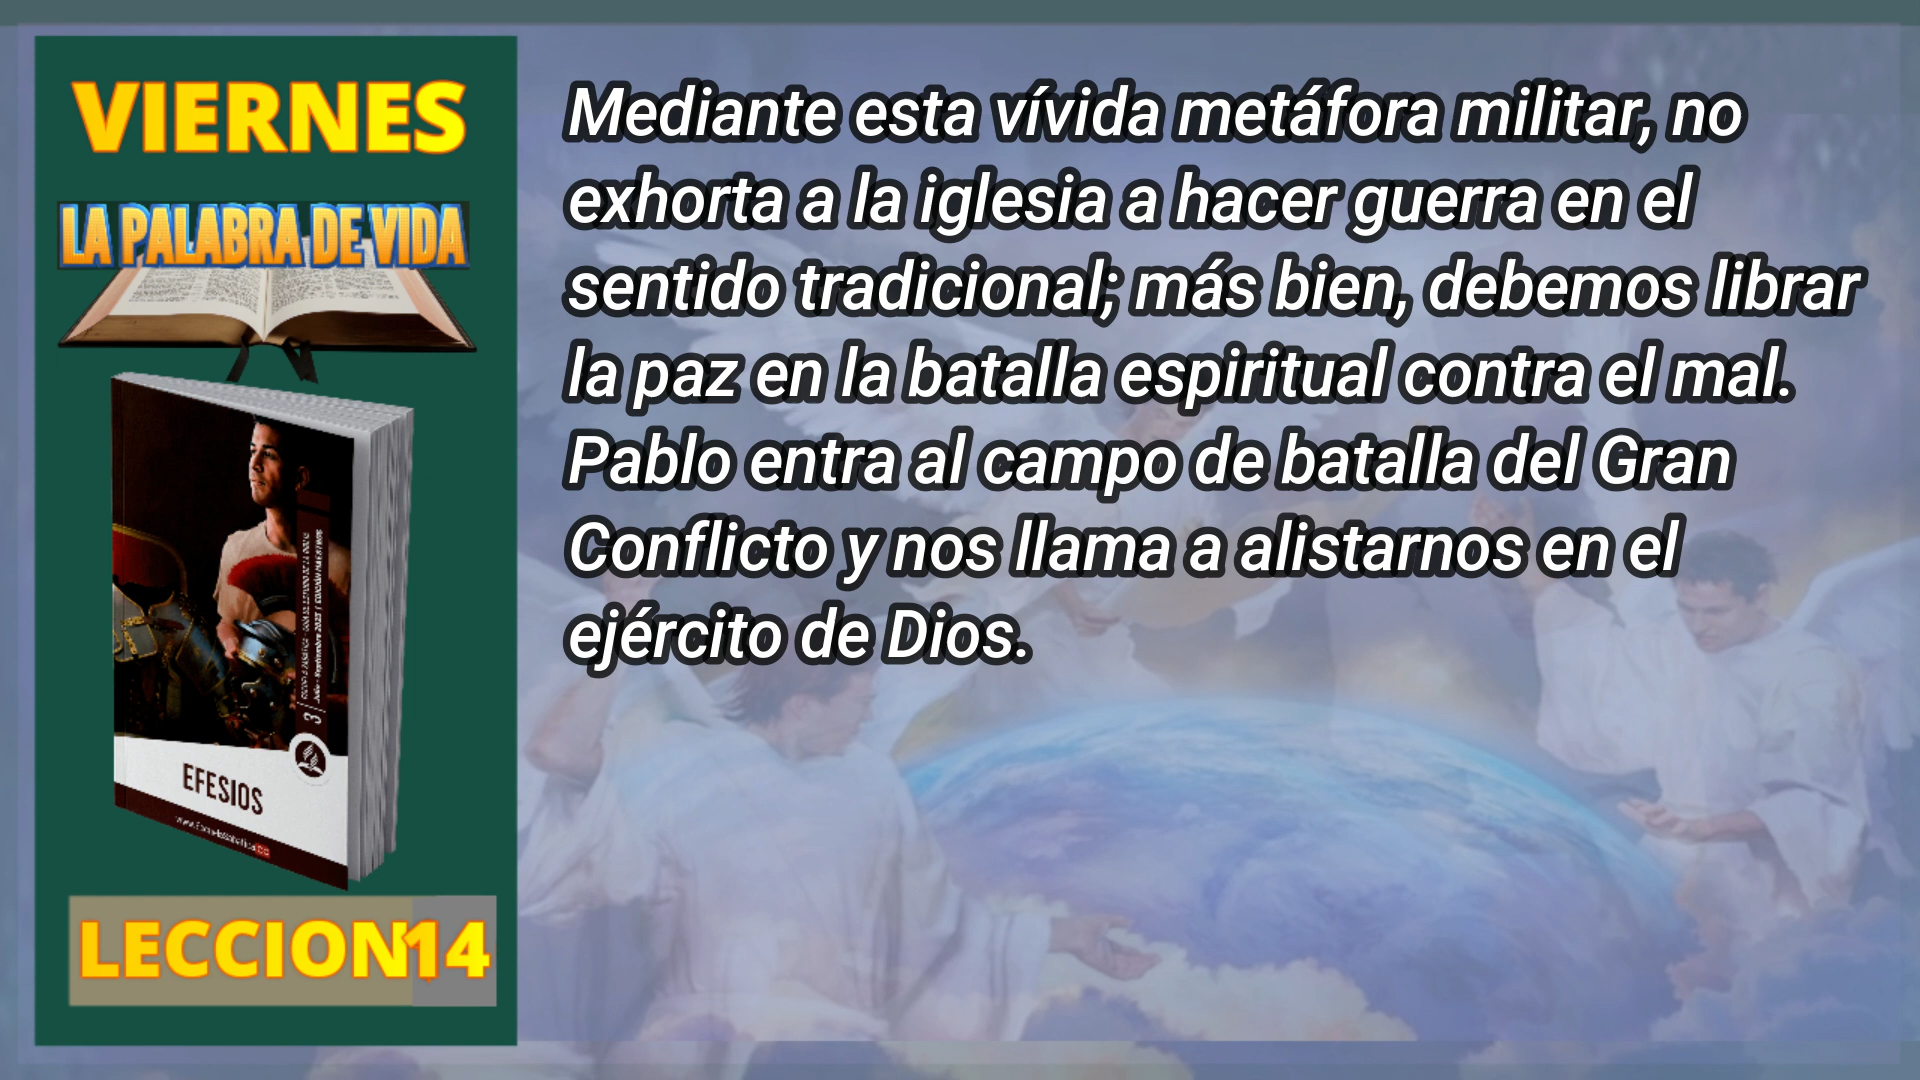 VIERNES
LA PALABRA DE VIDA
Mediante esta vívida metáfora militar, no
exhorta a la iglesia a hacer guerra en el
sentido tradicional; más bien, debemos librar
la paz en la batalla espiritual contra el mal.
Pablo entra al campo de batalla del Gran
Conflicto y nos llama a alistarnos en el
ejército de Dios.
3
EFESIOS
LECCION14